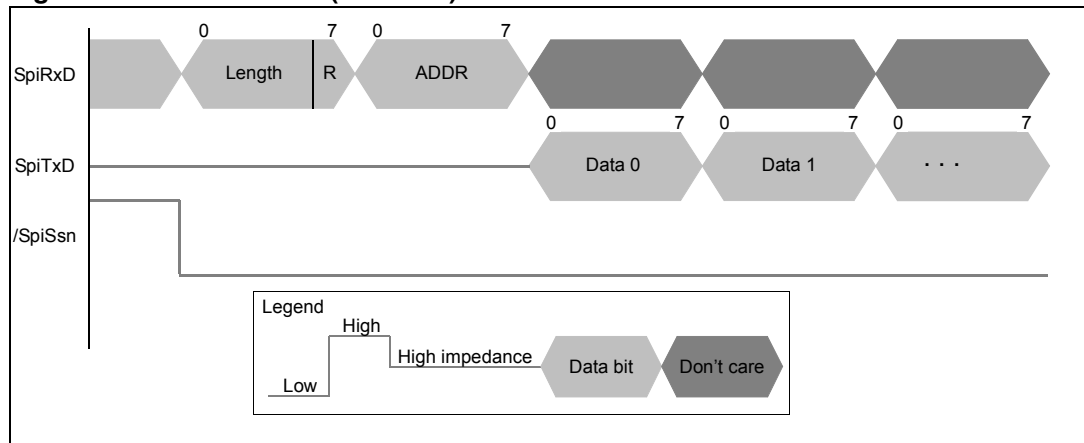 0 7 0 7
SpiRxD Length R ADDR
0 7 0 7 0 7
SpiTxD Data 0 Data 1 . . .
/SpiSsn
Legend
High
High impedance Data bit Don't care
Low